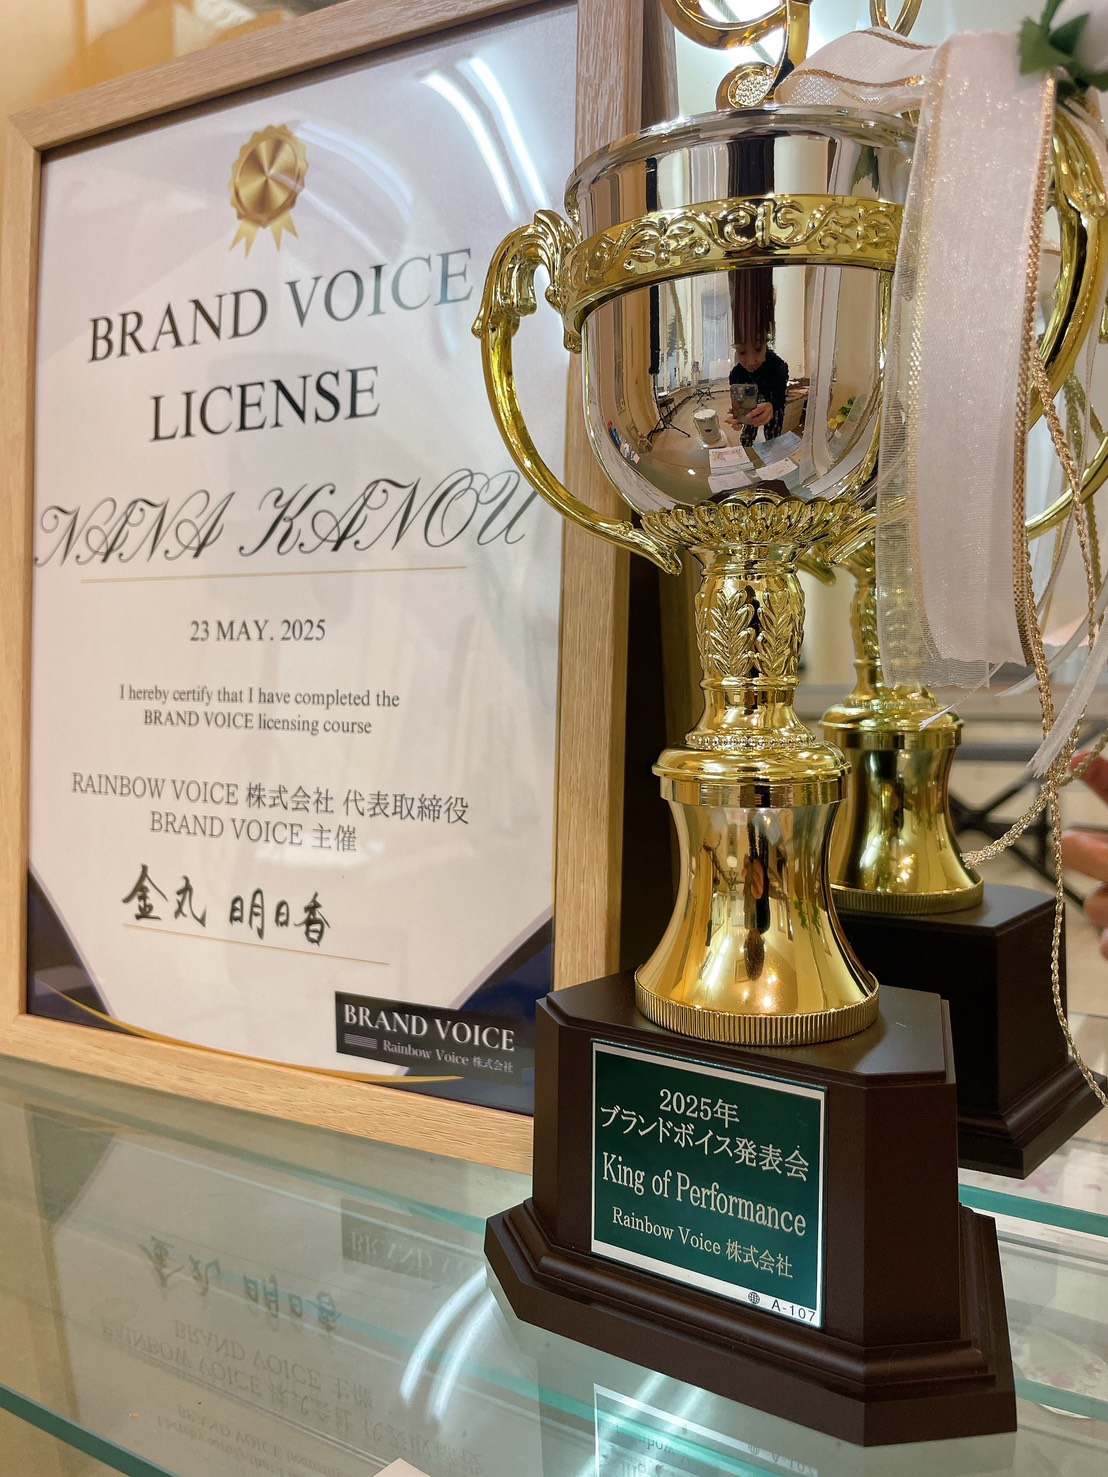 BRAND VOICE
LICENSE
NANA KANOU
23 MAY. 2025
I hereby certify that I have completed the
BRAND VOICE licensing course
RAINBOW VOICE 株式会社 代表取締役
BRAND VOICE 主催
金丸 明日香
BRAND VOICE
Rainbow Voice 株式会社
2025年
ブランドボイス発表会
King of Performance
Rainbow Voice 株式会社
A-107